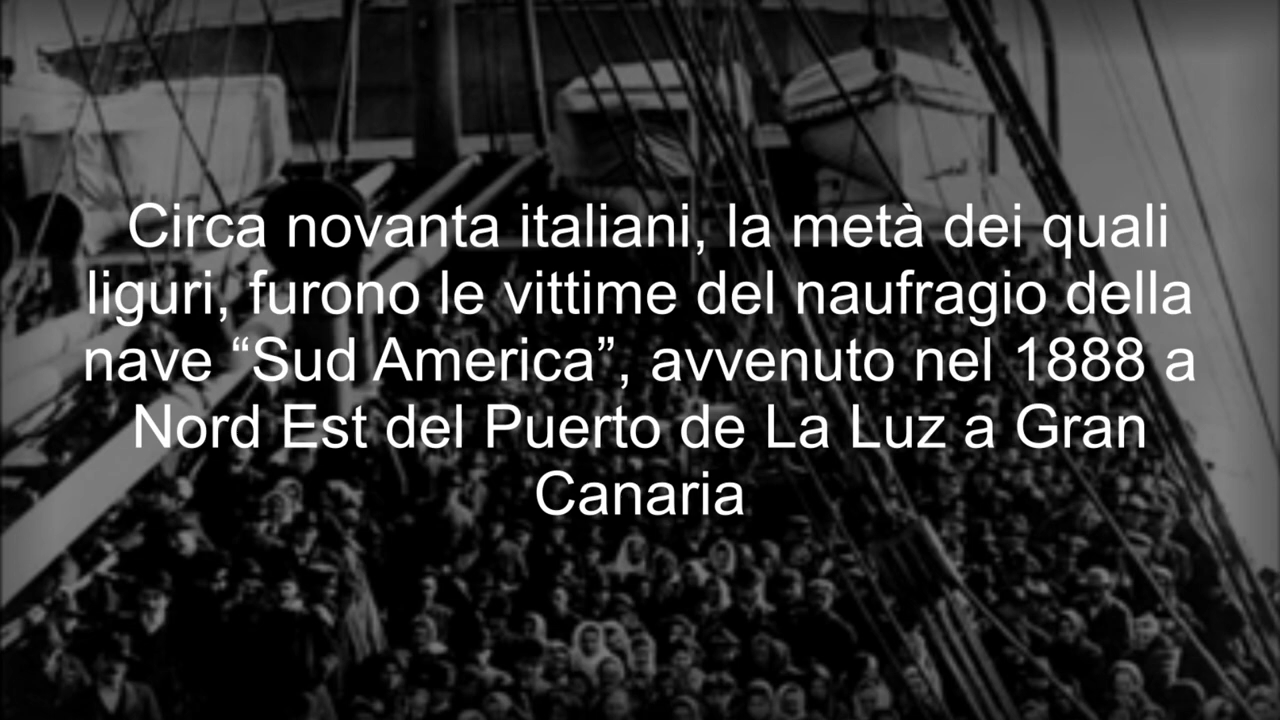 Circa novanta italiani, la metà dei quali
liguri, furono le vittime del naufragio della
nave “Sud America”, avvenuto nel 1888 a
Nord Est del Puerto de La Luz a Gran
Canaria